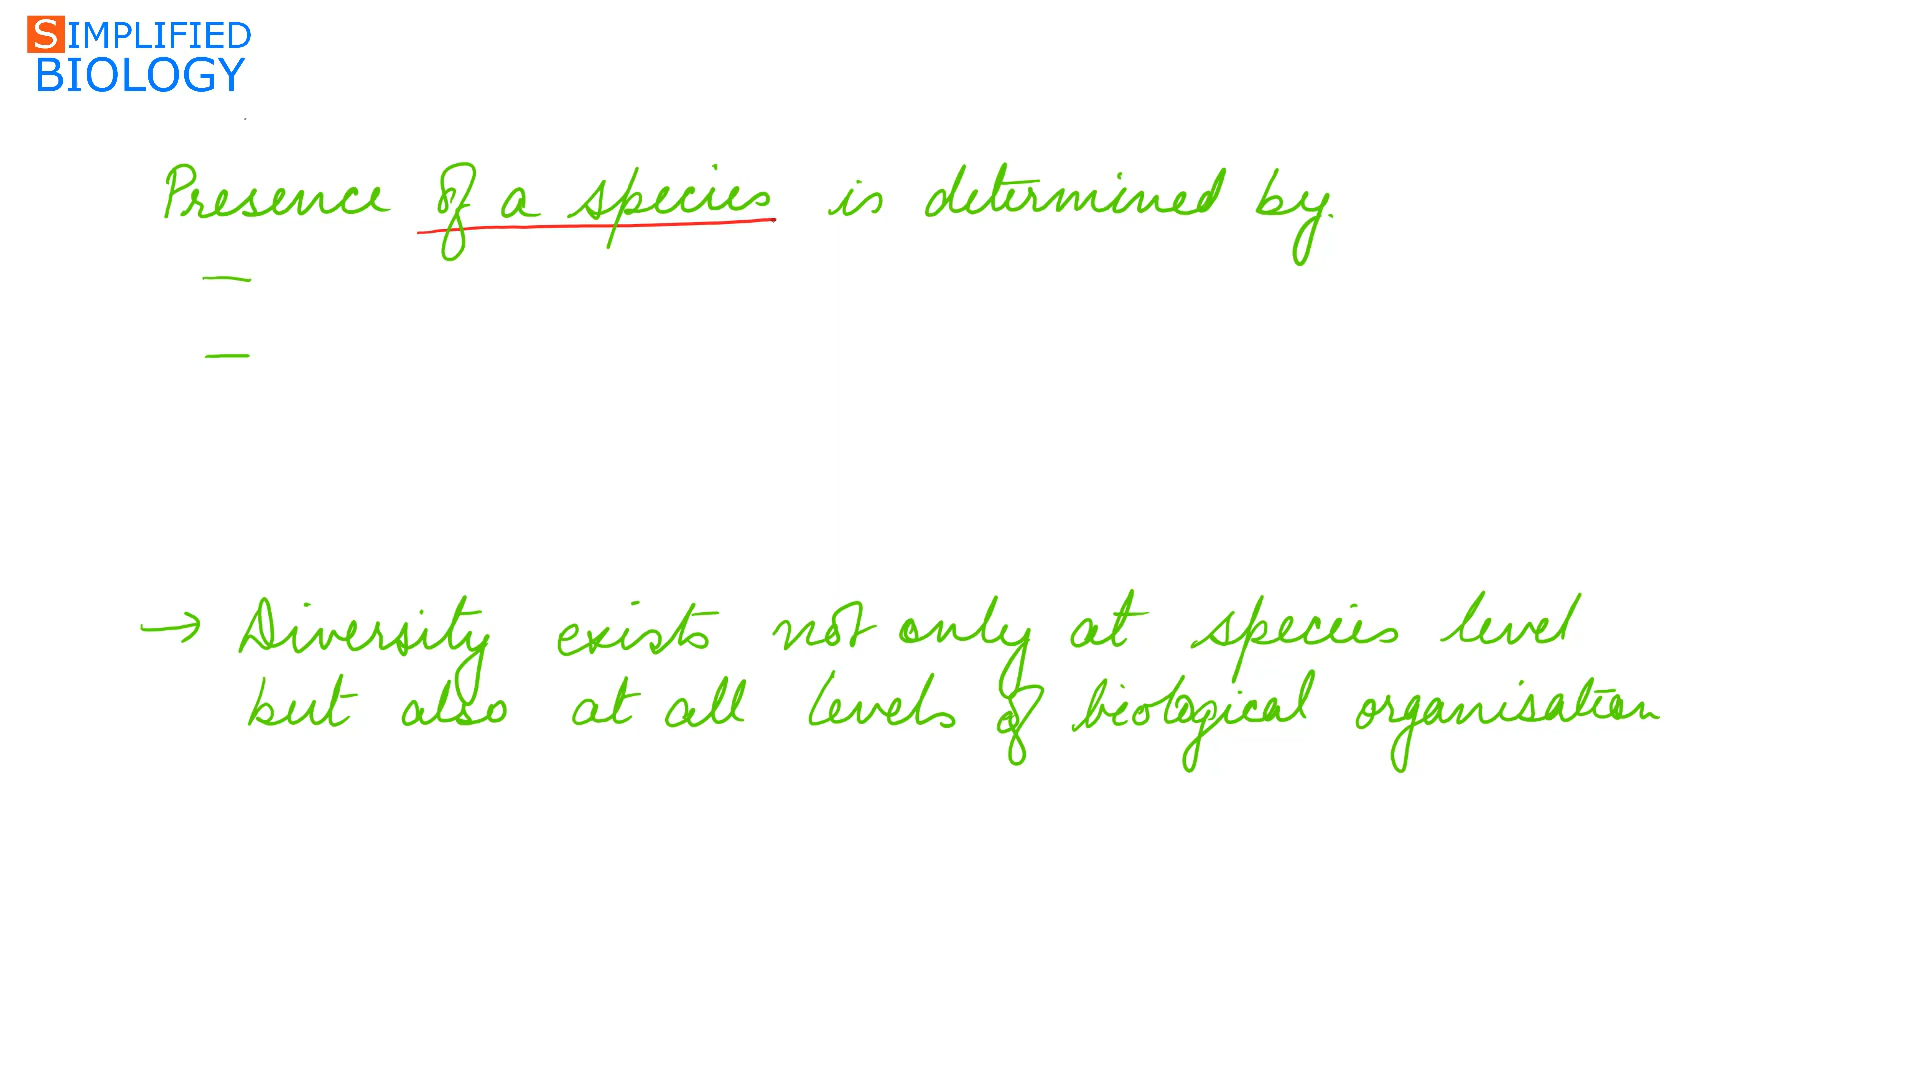 SIMPLIFIED
BIOLOGY
Presence of a species is determined by.
—
—
→ Diversity exists not only at species level
but also at all levels of biological organisation